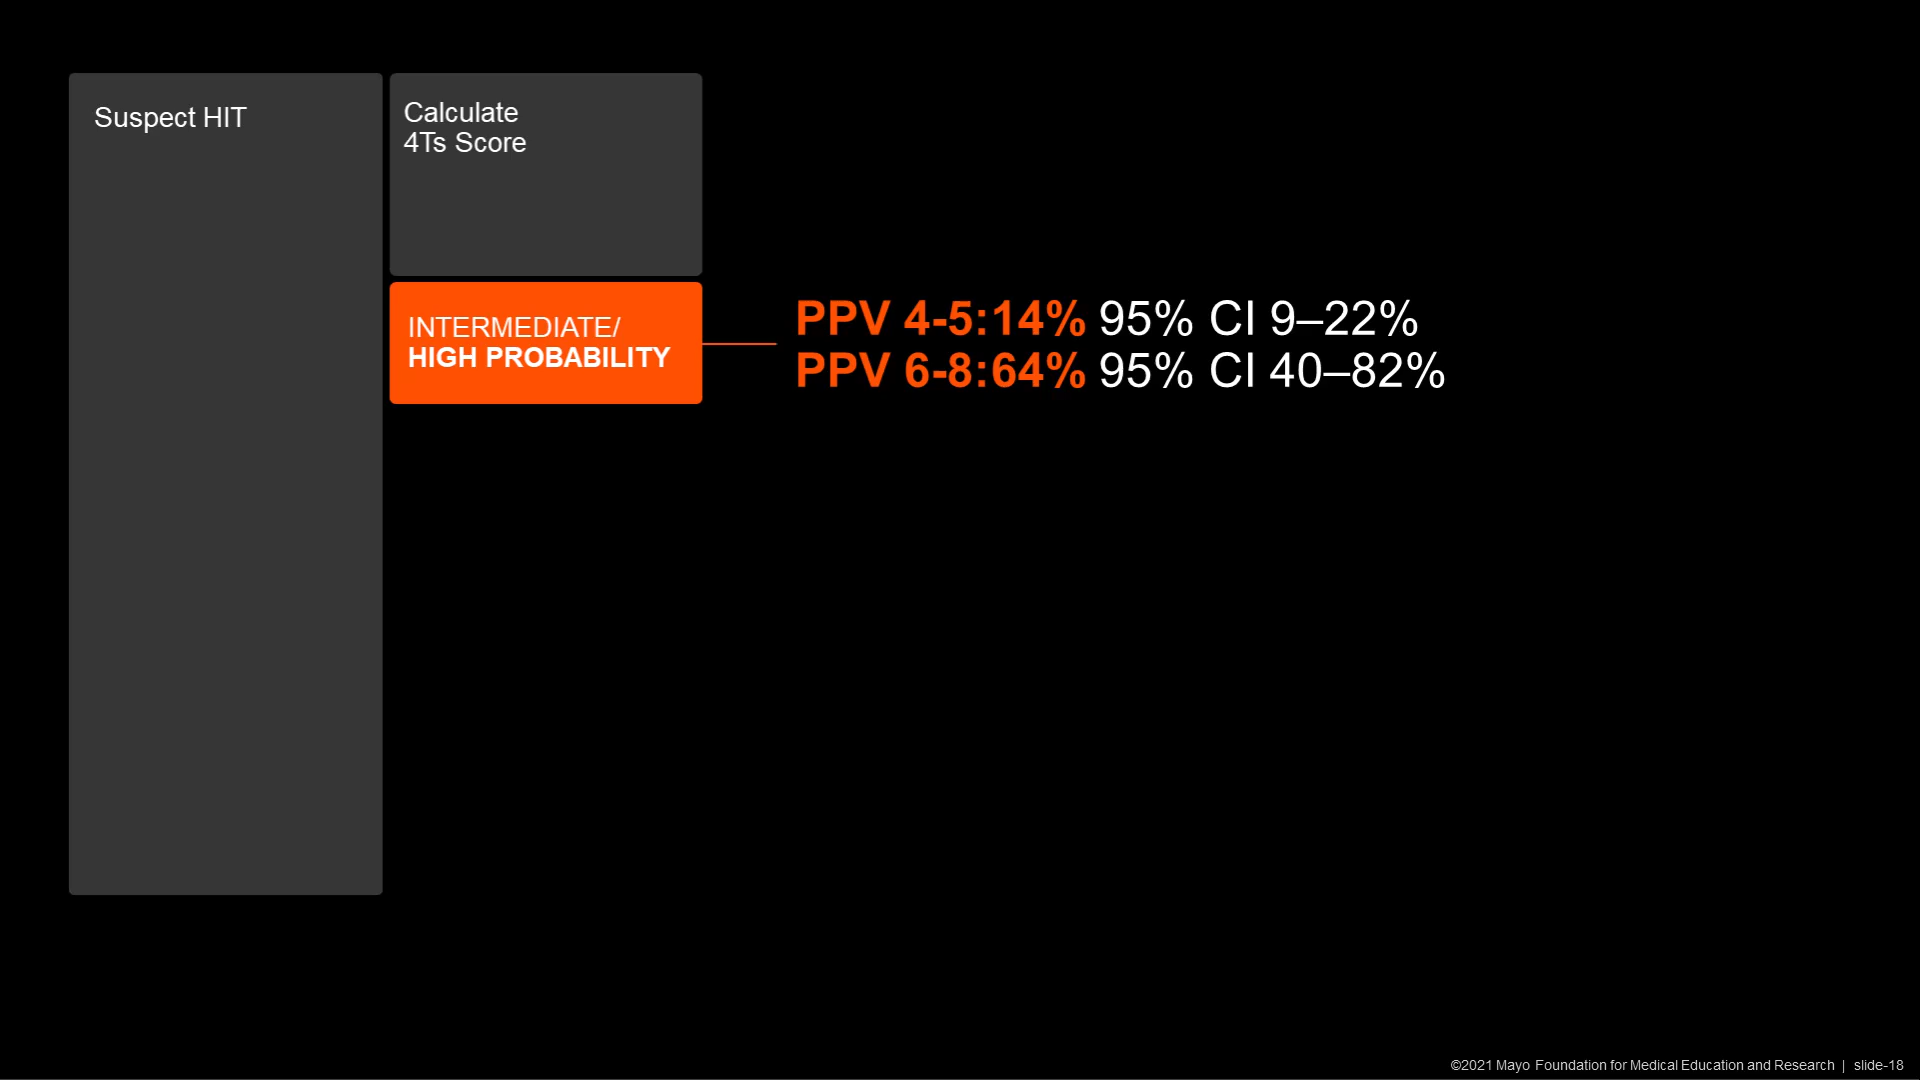 Suspect HIT
Calculate
4Ts Score
INTERMEDIATE/
HIGH PROBABILITY
PPV 4-5:14% 95% CI 9–22%
PPV 6-8:64% 95% CI 40–82%
©2021 Mayo Foundation for Medical Education and Research | slide-18